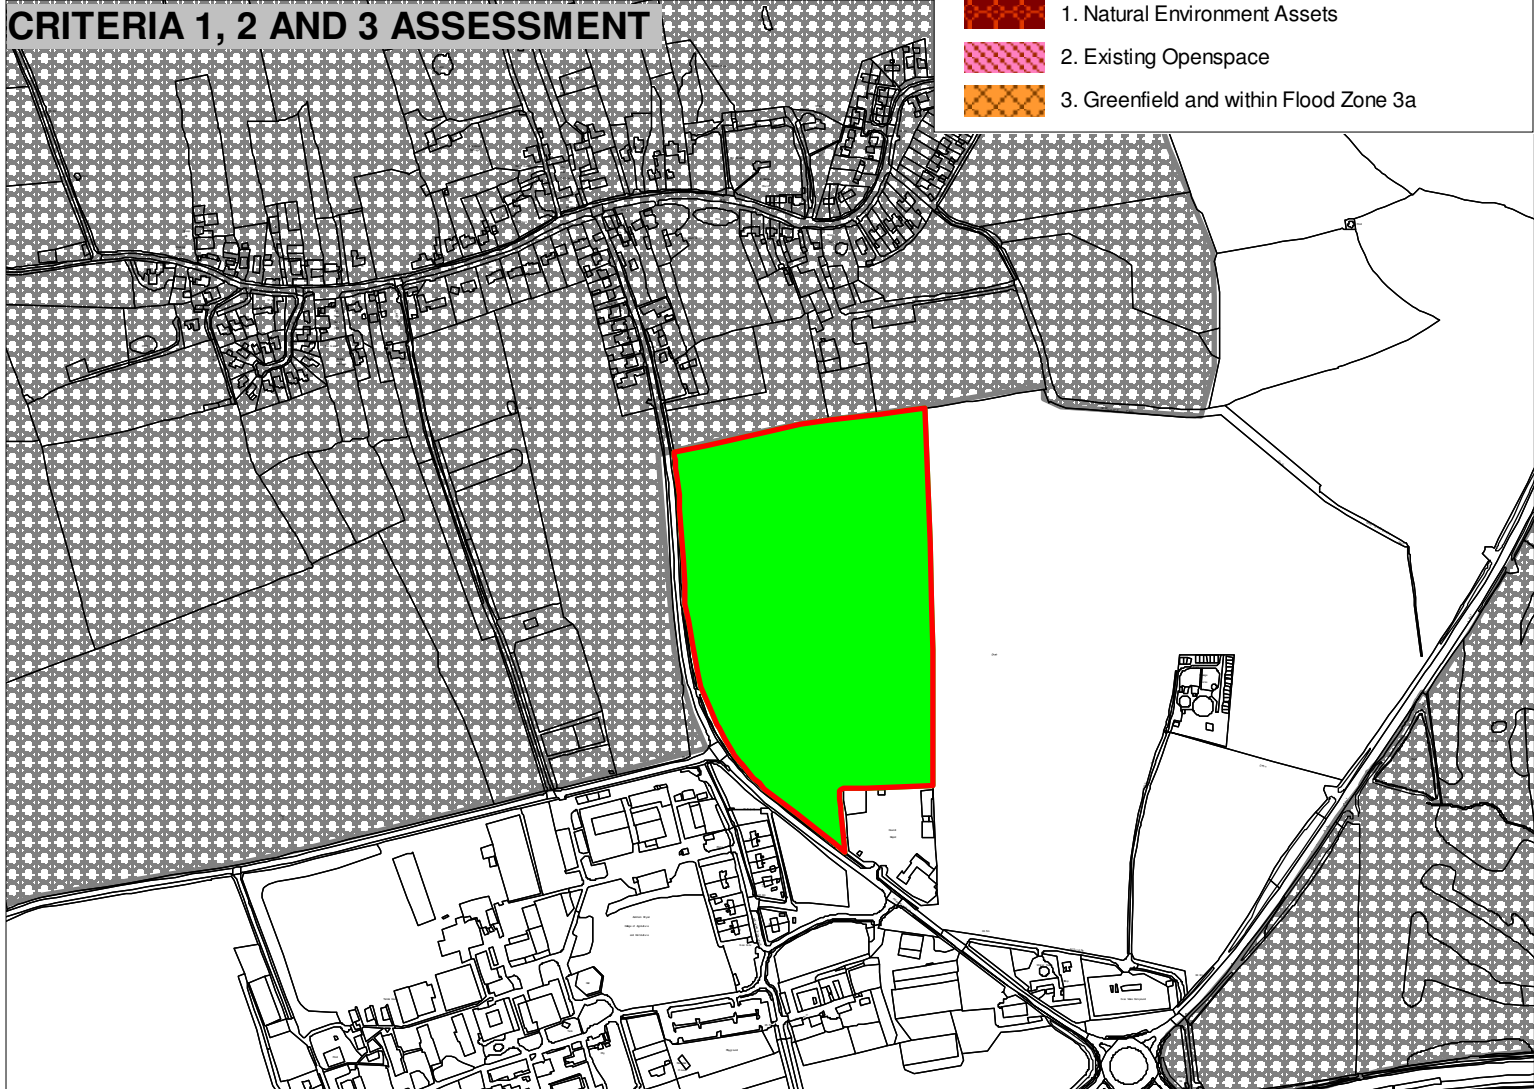 CRITERIA 1, 2 AND 3 ASSESSMENT
1. Natural Environment Assets
2. Existing Openspace
3. Greenfield and within Flood Zone 3a